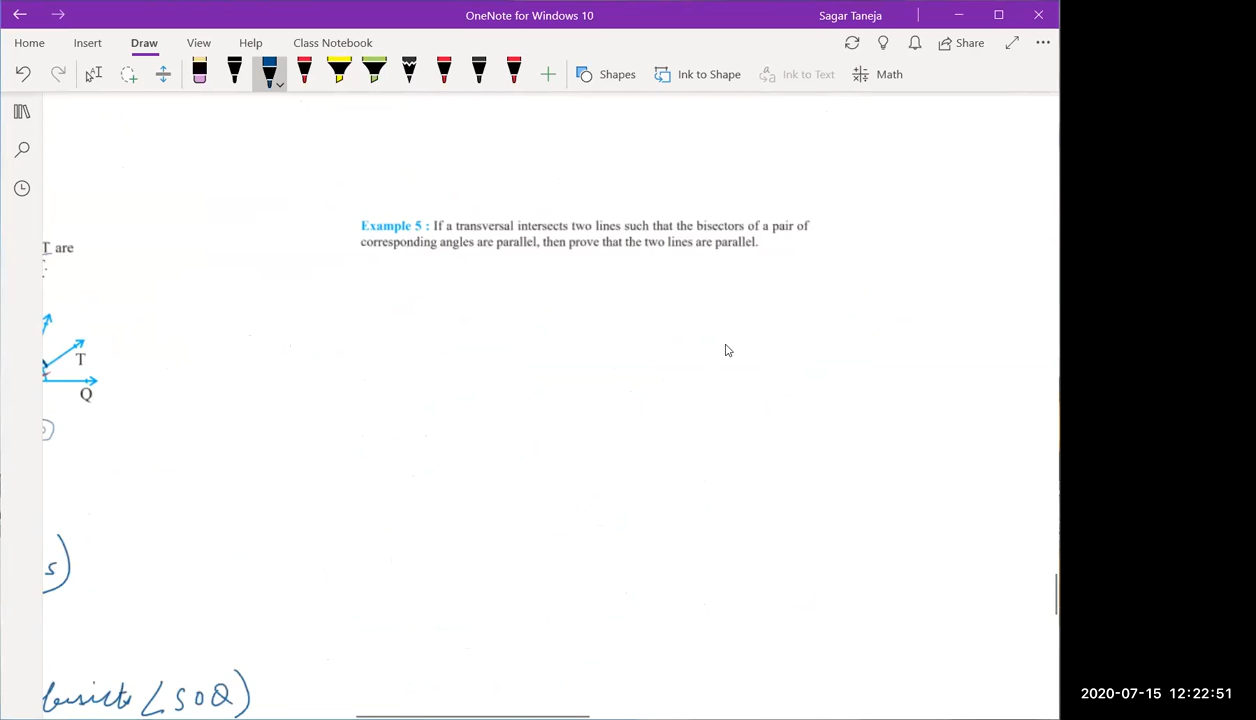 OneNote for Windows 10
Sagar Taneja
Home Insert Draw View Help Class Notebook
Share
Shapes Ink to Shape Ink to Text Math
Example 5 : If a transversal intersects two lines such that the bisectors of a pair of
corresponding angles are parallel, then prove that the two lines are parallel.
T are
T
Q
s)
bisects ∠SOQ)
2020-07-15 12:22:51